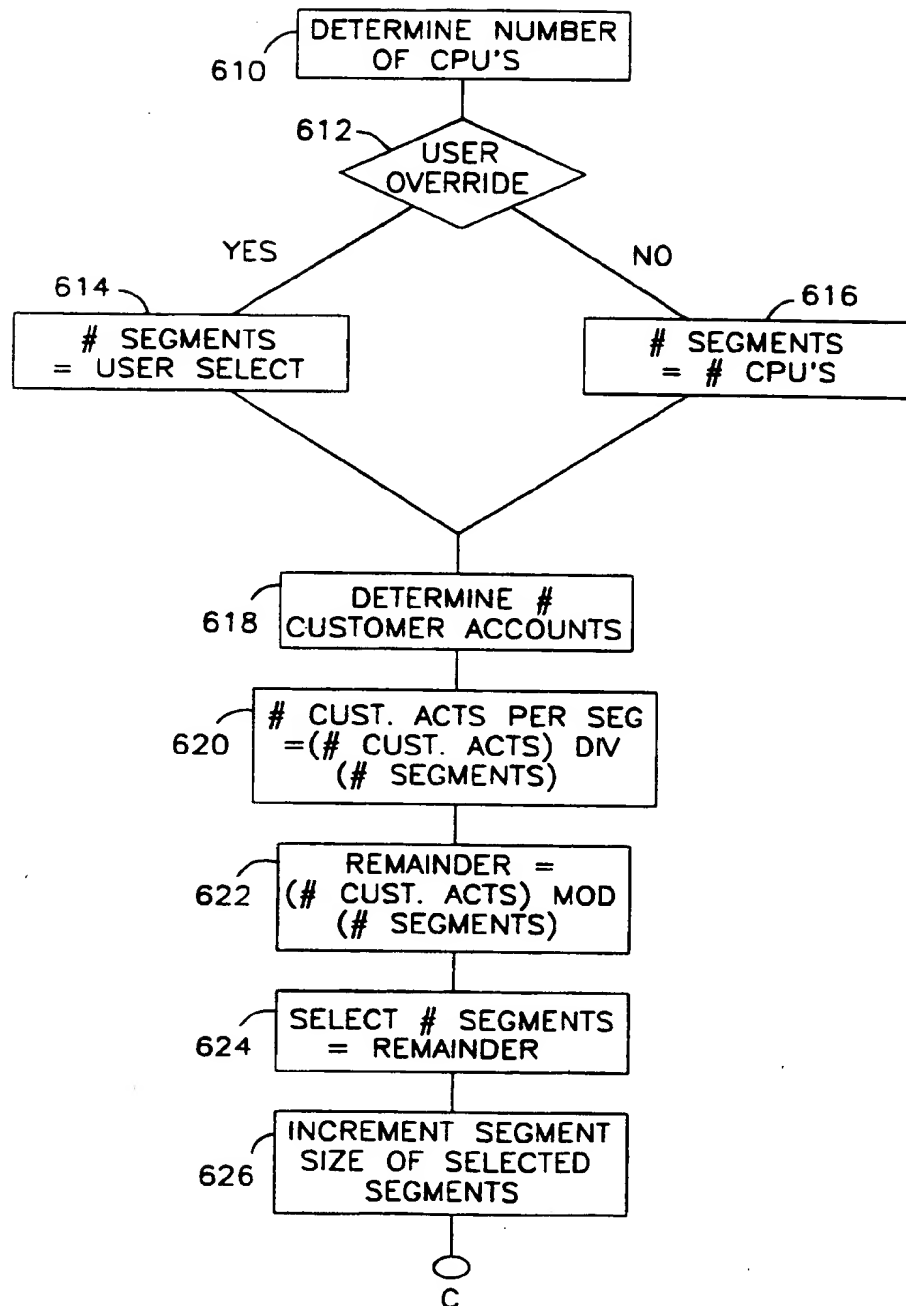 DETERMINE NUMBER
OF CPU'S
610
612
USER
OVERRIDE
YES
NO
614
616
# SEGMENTS
= USER SELECT
# SEGMENTS
= # CPU'S
618
DETERMINE #
CUSTOMER ACCOUNTS
620
# CUST. ACTS PER SEG
=(# CUST. ACTS) DIV
(# SEGMENTS)
622
REMAINDER =
(# CUST. ACTS) MOD
(# SEGMENTS)
624
SELECT # SEGMENTS
= REMAINDER
626
INCREMENT SEGMENT
SIZE OF SELECTED
SEGMENTS
C